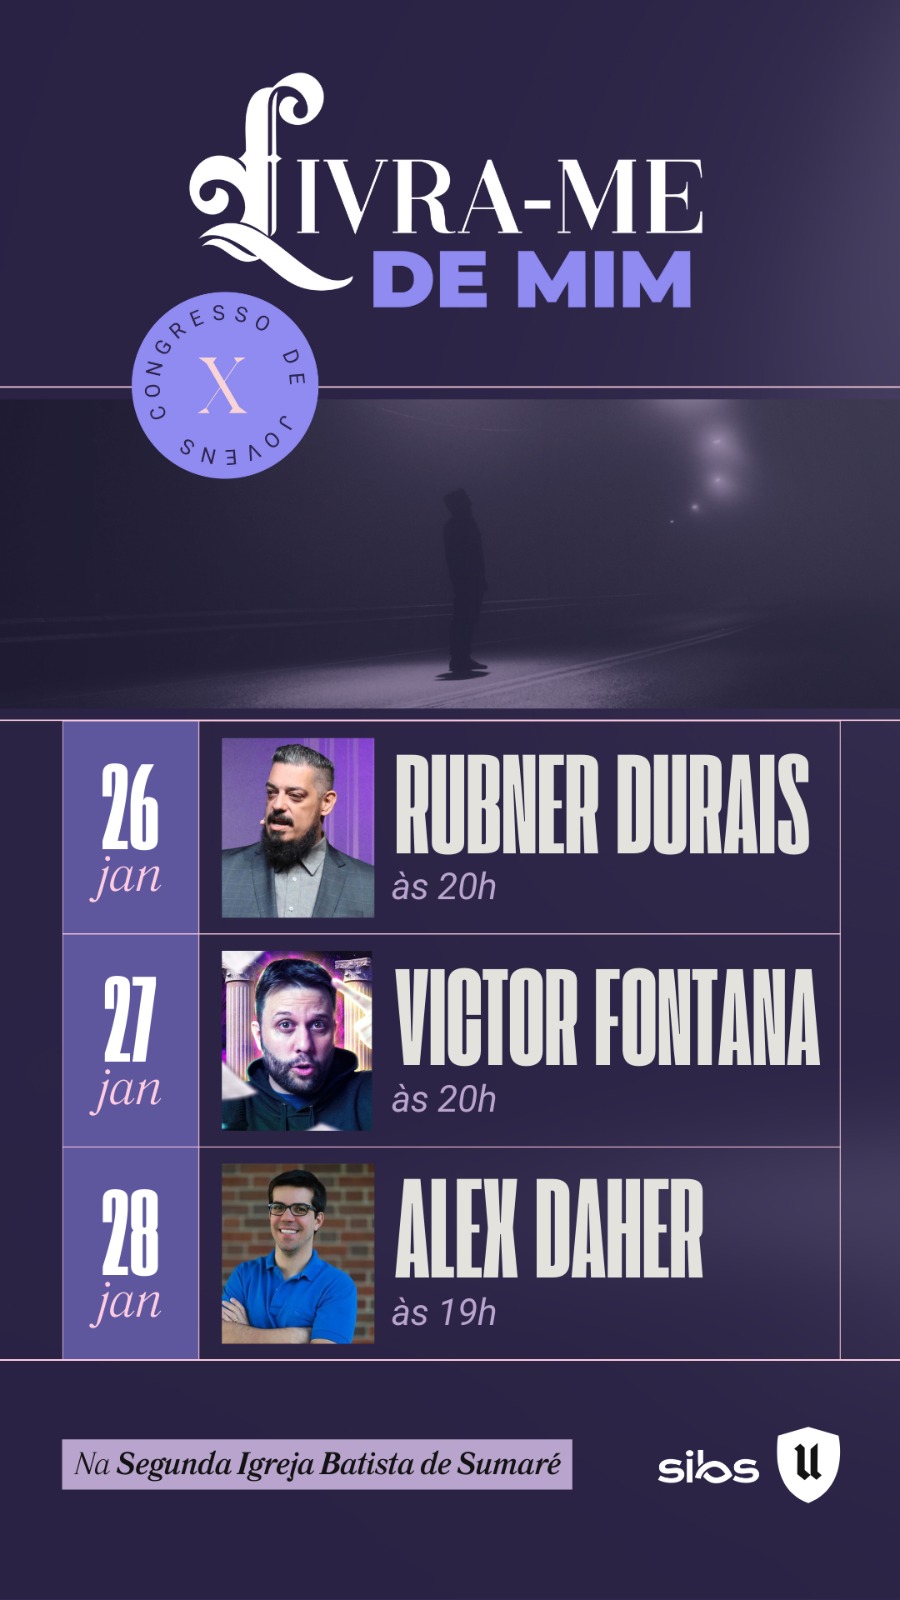 LIVRA-ME
DE MIM
CONGRESSO DE JOVENS
X
26
jan
RUBNER DURAIS
às 20h
27
jan
VICTOR FONTANA
às 20h
28
jan
ALEX DAHER
às 19h
Na Segunda Igreja Batista de Sumaré
sibs
u